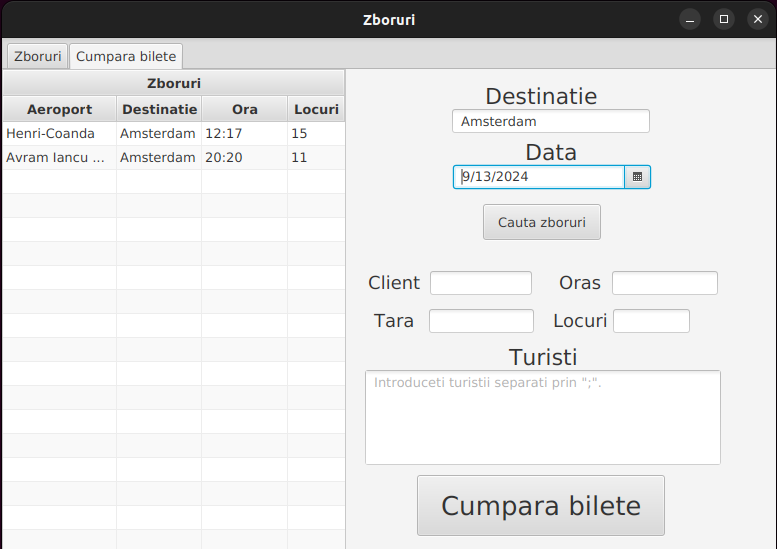 Zboruri
Zboruri Cumpara bilete
Zboruri
Aeroport Destinatie Ora Locuri
Henri-Coanda Amsterdam 12:17 15
Avram Iancu ... Amsterdam 20:20 11
Destinatie
Amsterdam
Data
9/13/2024
Cauta zboruri
Client Oras
Tara Locuri
Turisti
Introduceti turistii separati prin ";".
Cumpara bilete